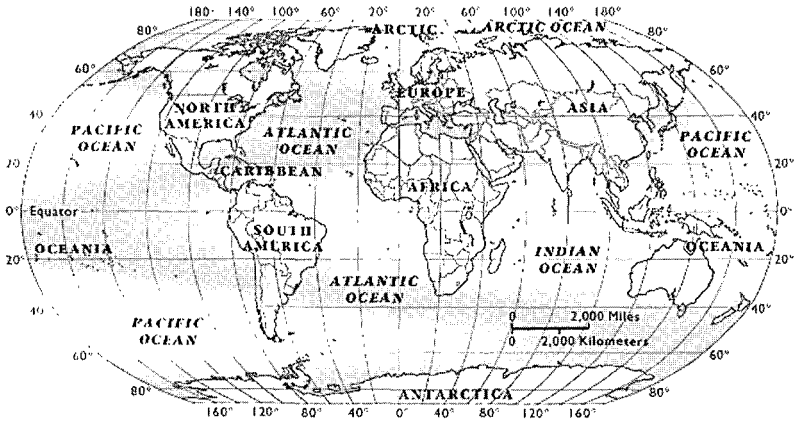 180° 140° 100° 60° 20° 20° 60° 100° 140° 180°
ARCTIC
ARCTIC OCEAN
80° 80°
60° 60°
EUROPE
NORTH
AMERICA
ASIA
40 40°
PACIFIC
OCEAN
ATLANTIC
OCEAN
PACIFIC
OCEAN
20 20°
CARIBBEAN
AFRICA
0° Equator 0°
SOUTH
AMERICA
OCEANIA
INDIAN
OCEAN
OCEANIA
20° 20°
ATLANTIC
OCEAN
40 40°
0 2,000 Miles
0 2,000 Kilometers
PACIFIC
OCEAN
60° 60°
80° 80°
ANTARCTICA
160° 120° 80° 40° 0° 40° 80° 120° 160°